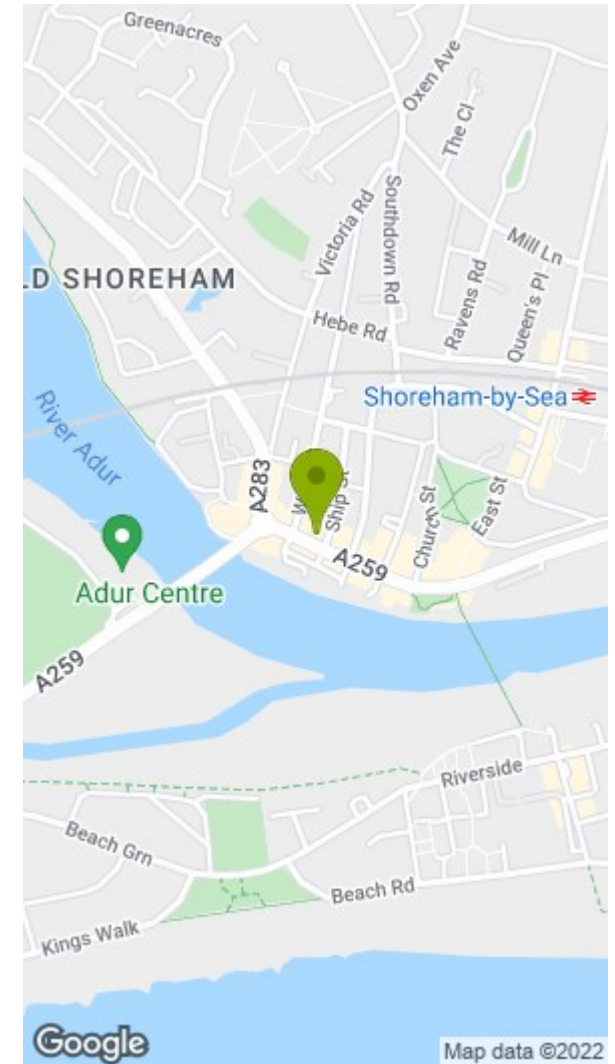 Greenacres
Oxen Ave
The Cl
Victoria Rd
Southdown Rd
Mill Ln
LD SHOREHAM
Ravens Rd
Queen's Pl
Hebe Rd
Shoreham-by-Sea
River Adur
A283
W
Ship St
Church St
East St
A259
Adur Centre
A259
Riverside
Beach Grn
Beach Rd
Kings Walk
Google
Map data ©2022